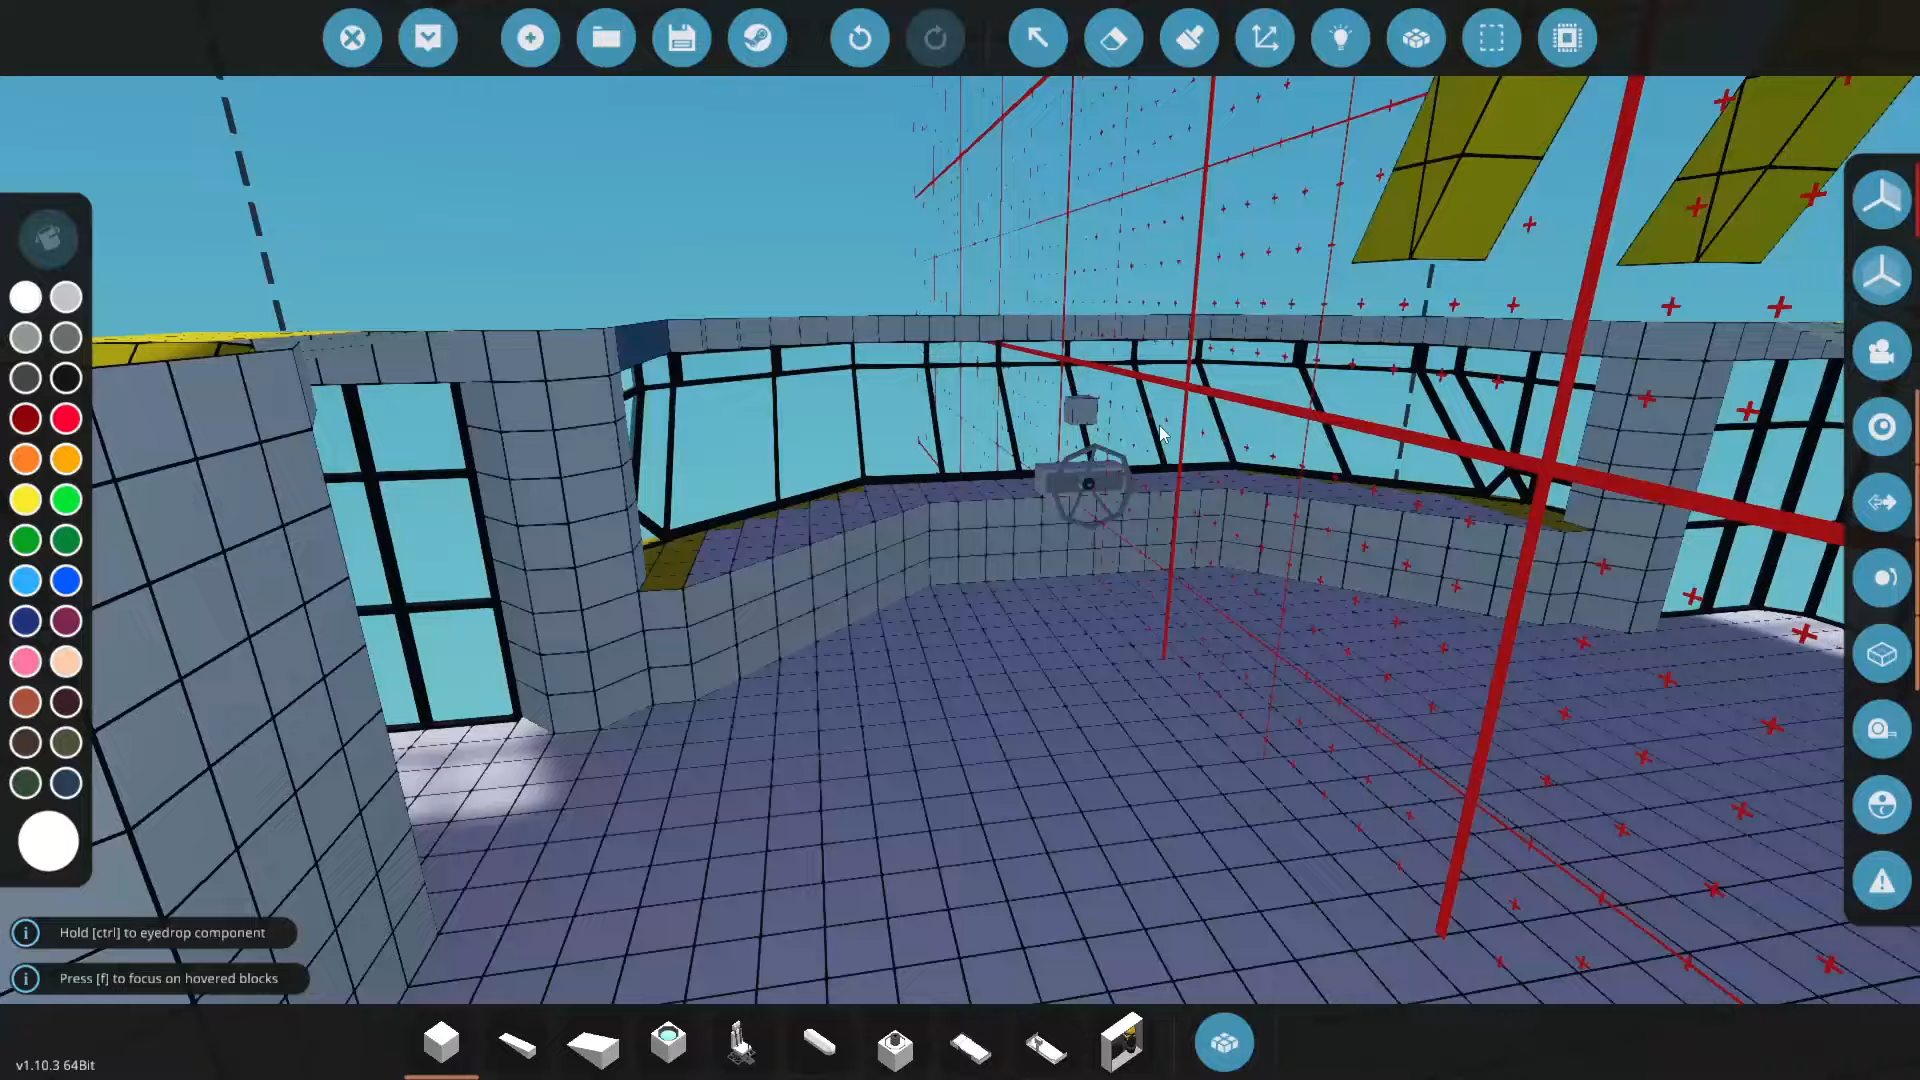 Hold [ctrl] to eyedrop component
Press [f] to focus on hovered blocks
v1.10.3 64Bit